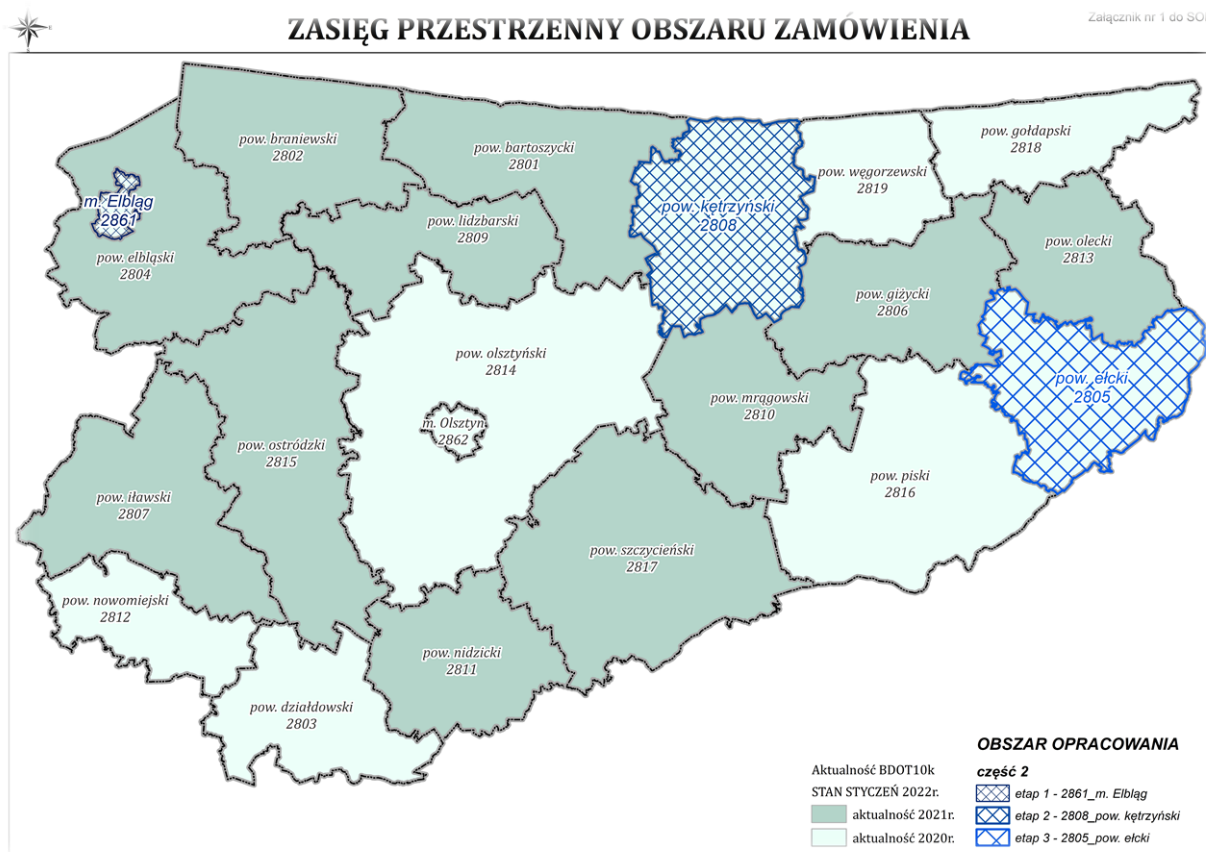 ZASIĘG PRZESTRZENNY OBSZARU ZAMÓWIENIA
Załącznik nr 1 do
pow. braniewski
2802
pow. bartoszycki
2801
pow. gołdapski
2818
pow. węgorzewski
2819
m. Elbląg
2861
pow. kętrzyński
2808
pow. lidzbarski
2809
pow. olecki
2813
pow. elbląski
2804
pow. giżycki
2806
pow. olsztyński
2814
pow. ełcki
2805
pow. mrągowski
2810
m. Olsztyn
2862
pow. ostródzki
2815
pow. piski
2816
pow. iławski
2807
pow. szczycieński
2817
pow. nowomiejski
2812
pow. nidzicki
2811
pow. działdowski
2803
Aktualność BDOT10k
STAN STYCZEŃ 2022r.
aktualność 2021r.
aktualność 2020r.
OBSZAR OPRACOWANIA
część 2
etap 1 - 2861_m. Elbląg
etap 2 - 2808_pow. kętrzyński
etap 3 - 2805_pow. ełcki